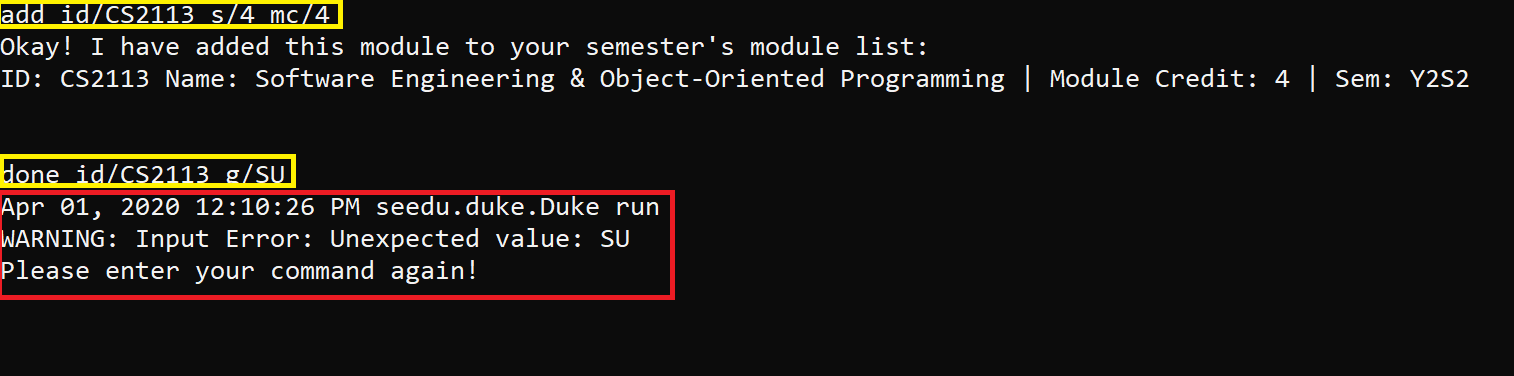 add id/CS2113 s/4 mc/4
Okay! I have added this module to your semester's module list:
ID: CS2113 Name: Software Engineering & Object-Oriented Programming | Module Credit: 4 | Sem: Y2S2
done id/CS2113 g/SU
Apr 01, 2020 12:10:26 PM seedu.duke.Duke run
WARNING: Input Error: Unexpected value: SU
Please enter your command again!